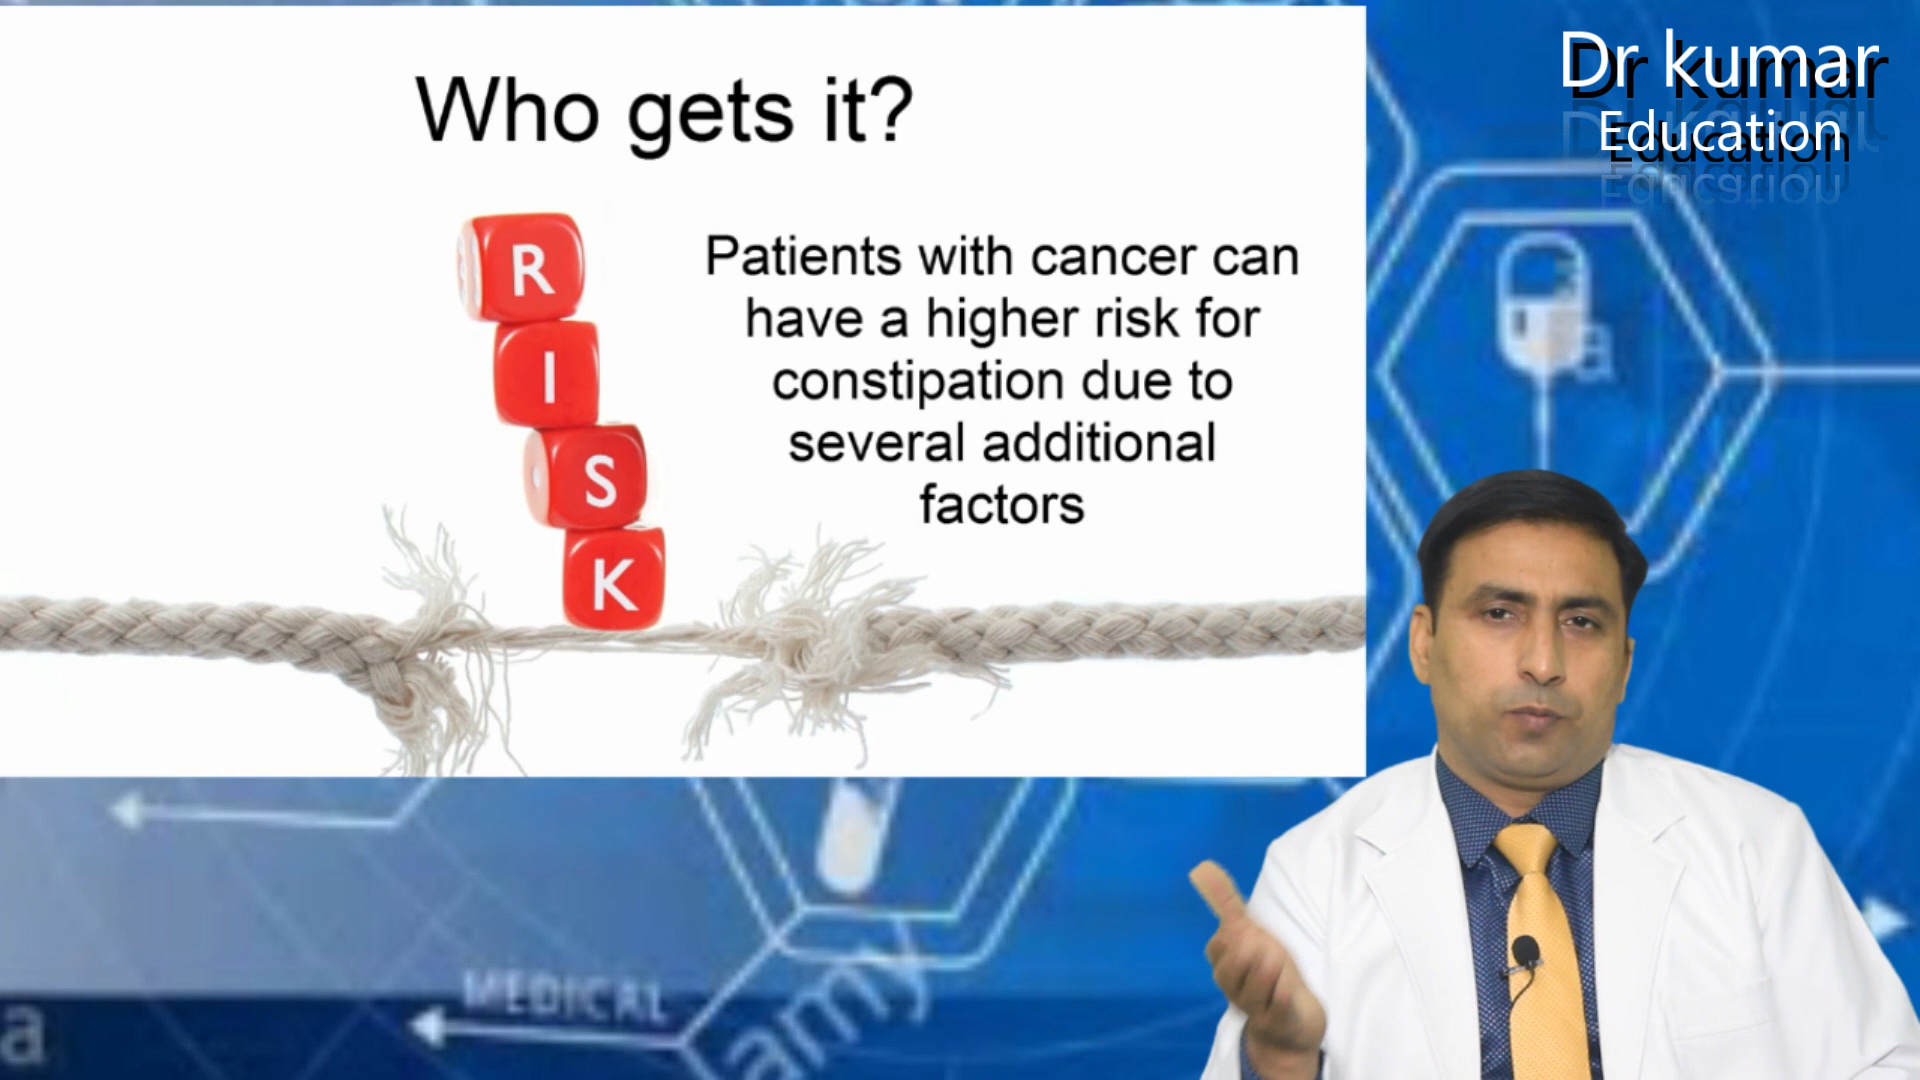 Dr kumar
Education
Who gets it?
R
I
S
K
Patients with cancer can
have a higher risk for
constipation due to
several additional
factors
a
MEDICAL
amy
a